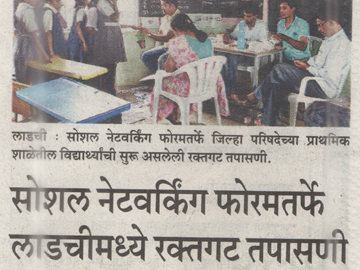 लाडची : सोशल नेटवर्किंग फोरमतर्फे जिल्हा परिषदेच्या प्राथमिक
शाळेतील विद्यार्थ्यांची सुरू असलेली रक्तगट तपासणी.
सोशल नेटवर्किंग फोरमतर्फे
लाडचीमध्ये रक्तगट तपासणी